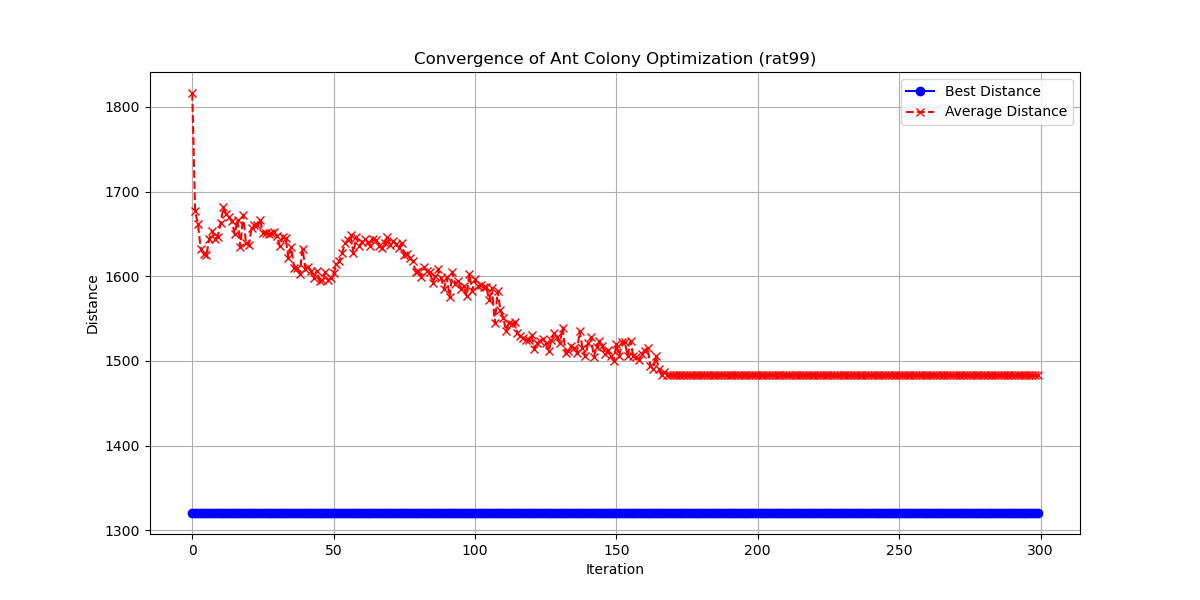 Convergence of Ant Colony Optimization (rat99)
Best Distance
Average Distance
Distance
1800
1700
1600
1500
1400
1300
0 50 100 150 200 250 300
Iteration